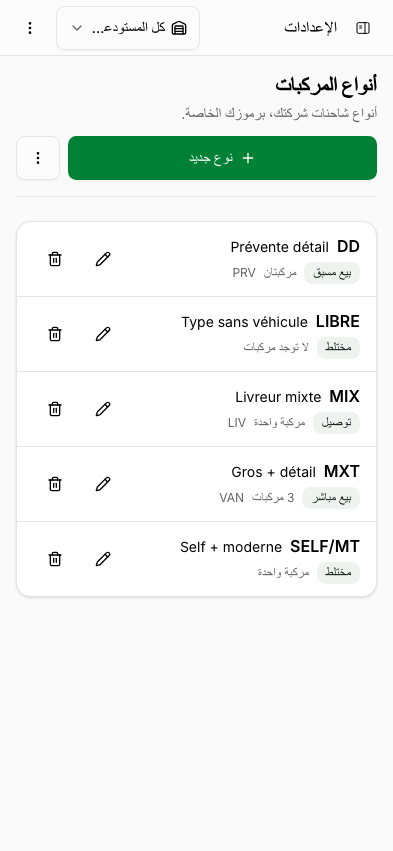 الإعدادات
كل المستودعـ...
أنواع المركبات
أنواع شاحنات شركتك، برموزك الخاصة.
نوع جديد
DD Prévente détail
بيع مسبق مركبتان PRV
LIBRE Type sans véhicule
مختلط لا توجد مركبات
MIX Livreur mixte
توصيل مركبة واحدة LIV
MXT Gros + détail
بيع مباشر 3 مركبات VAN
SELF/MT Self + moderne
مختلط مركبة واحدة